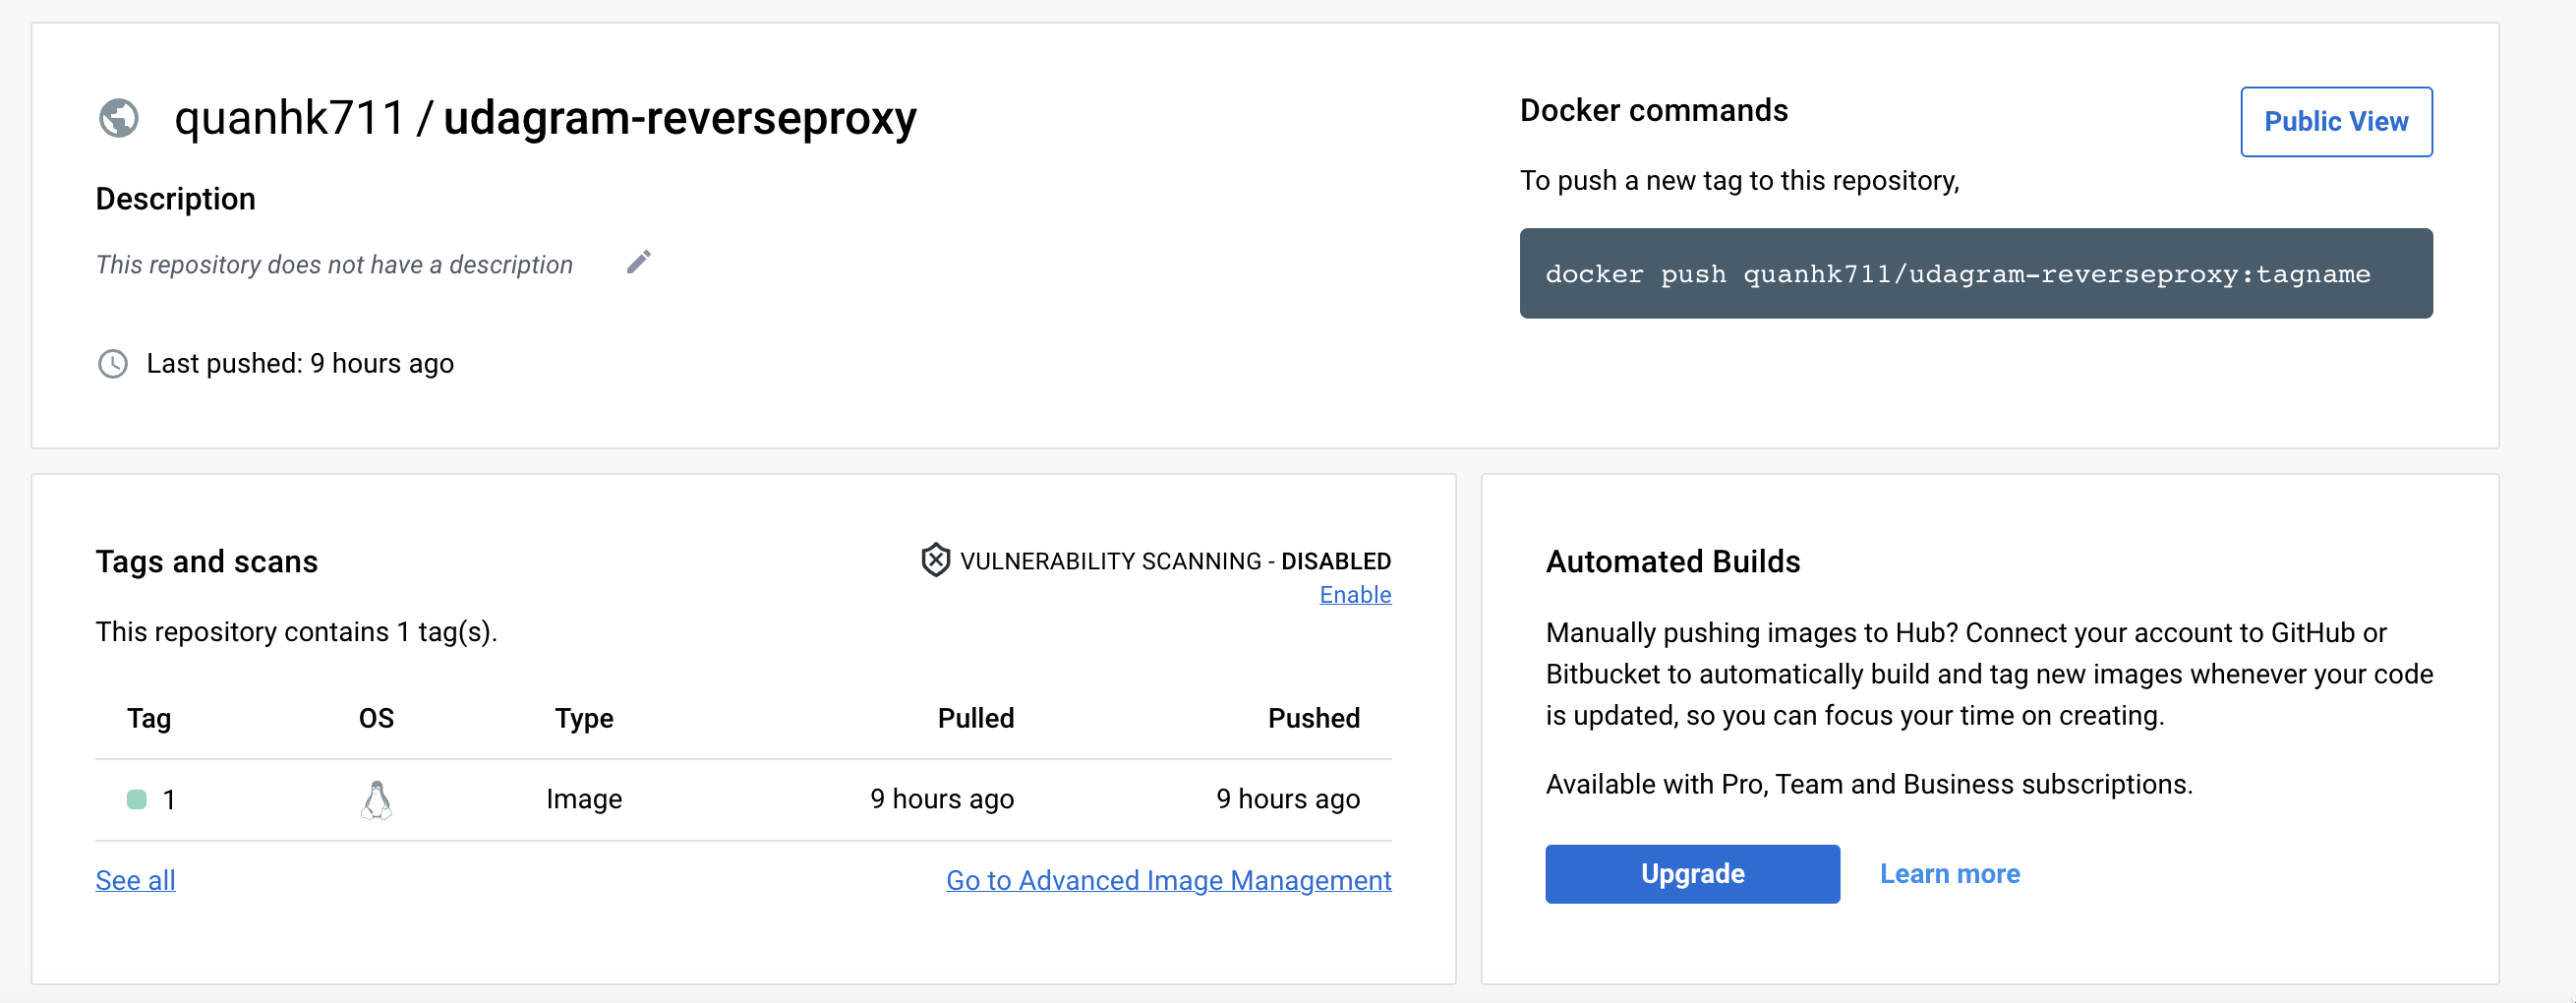 quanhk711 / udagram-reverseproxy
Description
This repository does not have a description
Last pushed: 9 hours ago
Docker commands
Public View
To push a new tag to this repository,
docker push quanhk711/udagram-reverseproxy:tagname
Tags and scans
VULNERABILITY SCANNING - DISABLED
Enable
This repository contains 1 tag(s).
Tag OS Type Pulled Pushed
1 Image 9 hours ago 9 hours ago
See all
Go to Advanced Image Management
Automated Builds
Manually pushing images to Hub? Connect your account to GitHub or
Bitbucket to automatically build and tag new images whenever your code
is updated, so you can focus your time on creating.
Available with Pro, Team and Business subscriptions.
Upgrade
Learn more